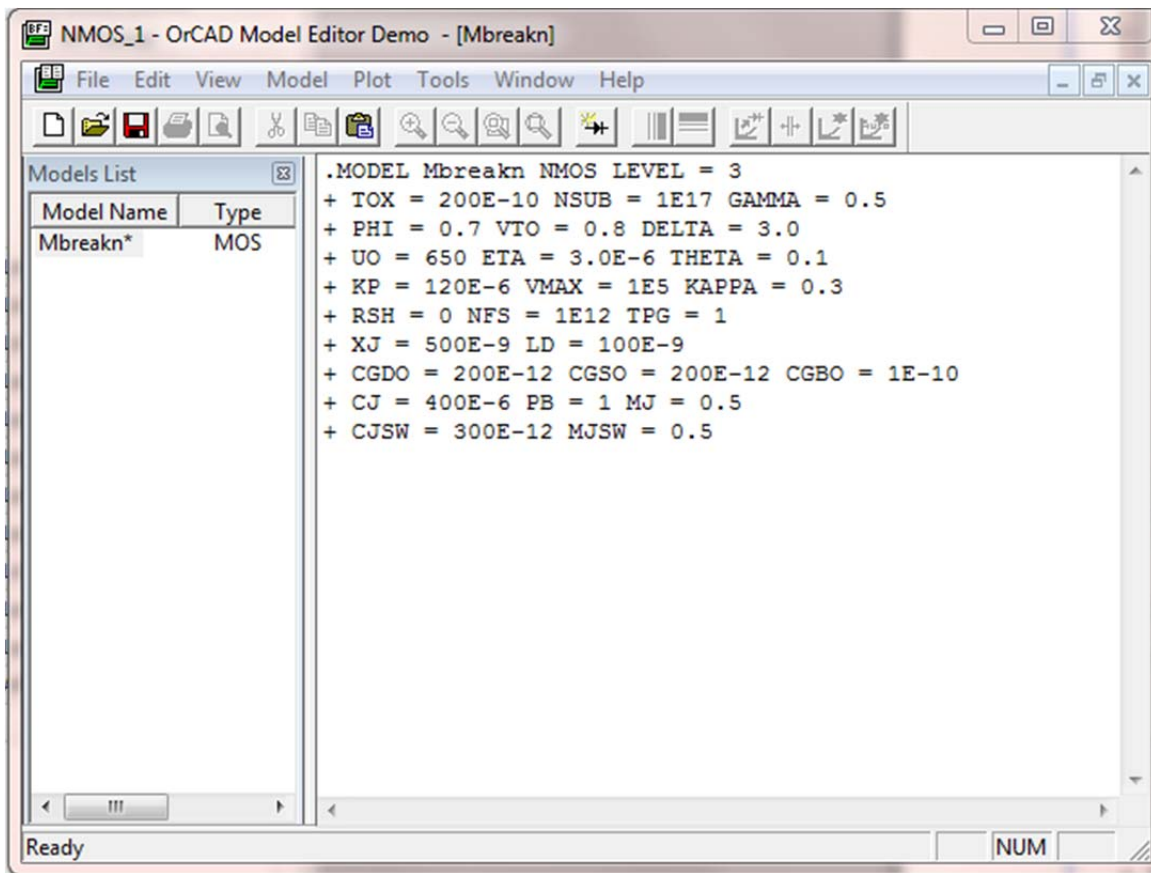 NMOS_1 - OrCAD Model Editor Demo - [Mbreakn]
File Edit View Model Plot Tools Window Help
Models List
Model Name Type
Mbreakn* MOS
.MODEL Mbreakn NMOS LEVEL = 3
+ TOX = 200E-10 NSUB = 1E17 GAMMA = 0.5
+ PHI = 0.7 VTO = 0.8 DELTA = 3.0
+ UO = 650 ETA = 3.0E-6 THETA = 0.1
+ KP = 120E-6 VMAX = 1E5 KAPPA = 0.3
+ RSH = 0 NFS = 1E12 TPG = 1
+ XJ = 500E-9 LD = 100E-9
+ CGDO = 200E-12 CGSO = 200E-12 CGBO = 1E-10
+ CJ = 400E-6 PB = 1 MJ = 0.5
+ CJSW = 300E-12 MJSW = 0.5
Ready NUM